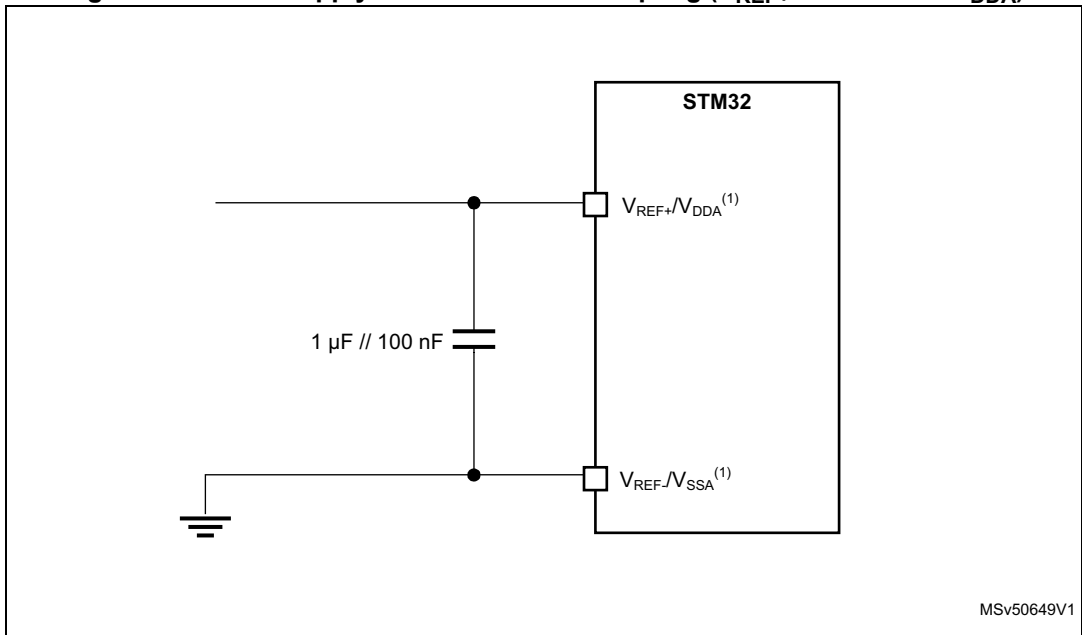 STM32
VREF+/VDDA(1)
1 µF // 100 nF
VREF-/VSSA(1)
MSv50649V1